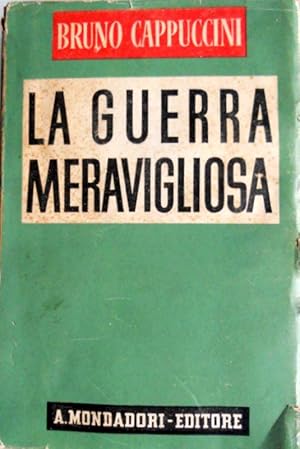 BRUNO CAPPUCCINI
LA GUERRA
MERAVIGLIOSA
A. MONDADORI - EDITORE